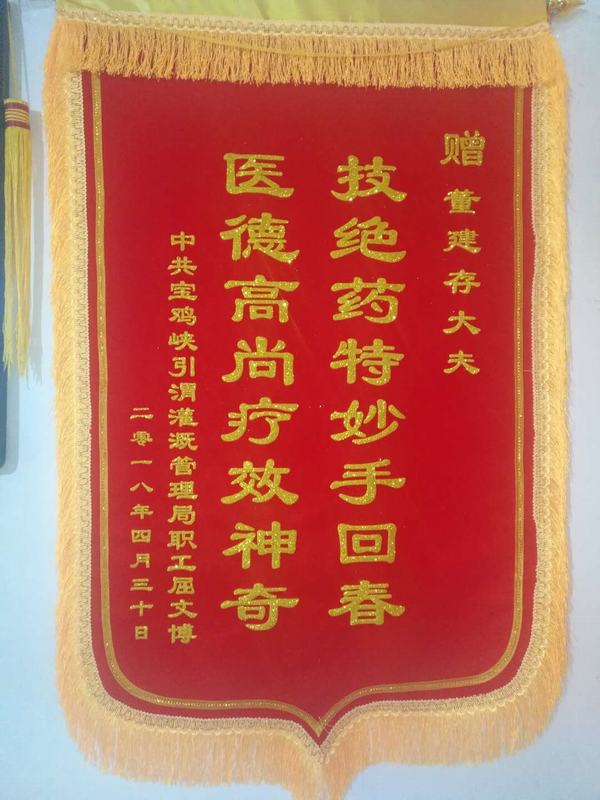 赠董建存大夫
技绝药特妙手回春
医德高尚疗效神奇
中共宝鸡峡引渭灌溉管理局职工屈文博
二零一八年四月三十日